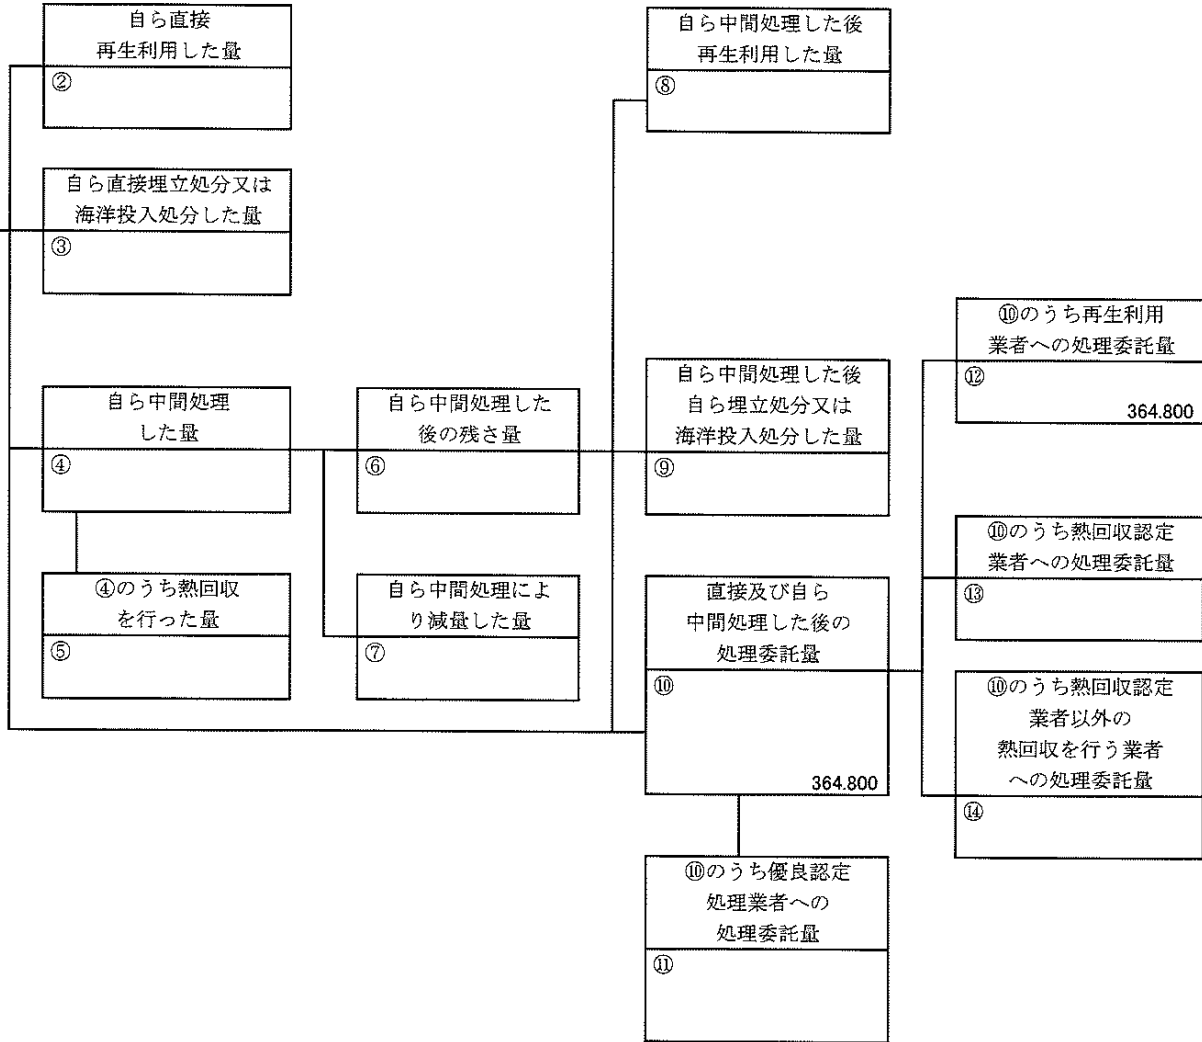 自ら直接
再生利用した量
②
自ら直接埋立処分又は
海洋投入処分した量
③
自ら中間処理
した量
④
④のうち熱回収
を行った量
⑤
自ら中間処理した
後の残さ量
⑥
自ら中間処理によ
り減量した量
⑦
自ら中間処理した後
再生利用した量
⑧
自ら中間処理した後
自ら埋立処分又は
海洋投入処分した量
⑨
直接及び自ら
中間処理した後の
処理委託量
⑩
364.800
⑩のうち優良認定
処理業者への
処理委託量
⑪
⑩のうち再生利用
業者への処理委託量
⑫
364.800
⑩のうち熱回収認定
業者への処理委託量
⑬
⑩のうち熱回収認定
業者以外の
熱回収を行う業者
への処理委託量
⑭